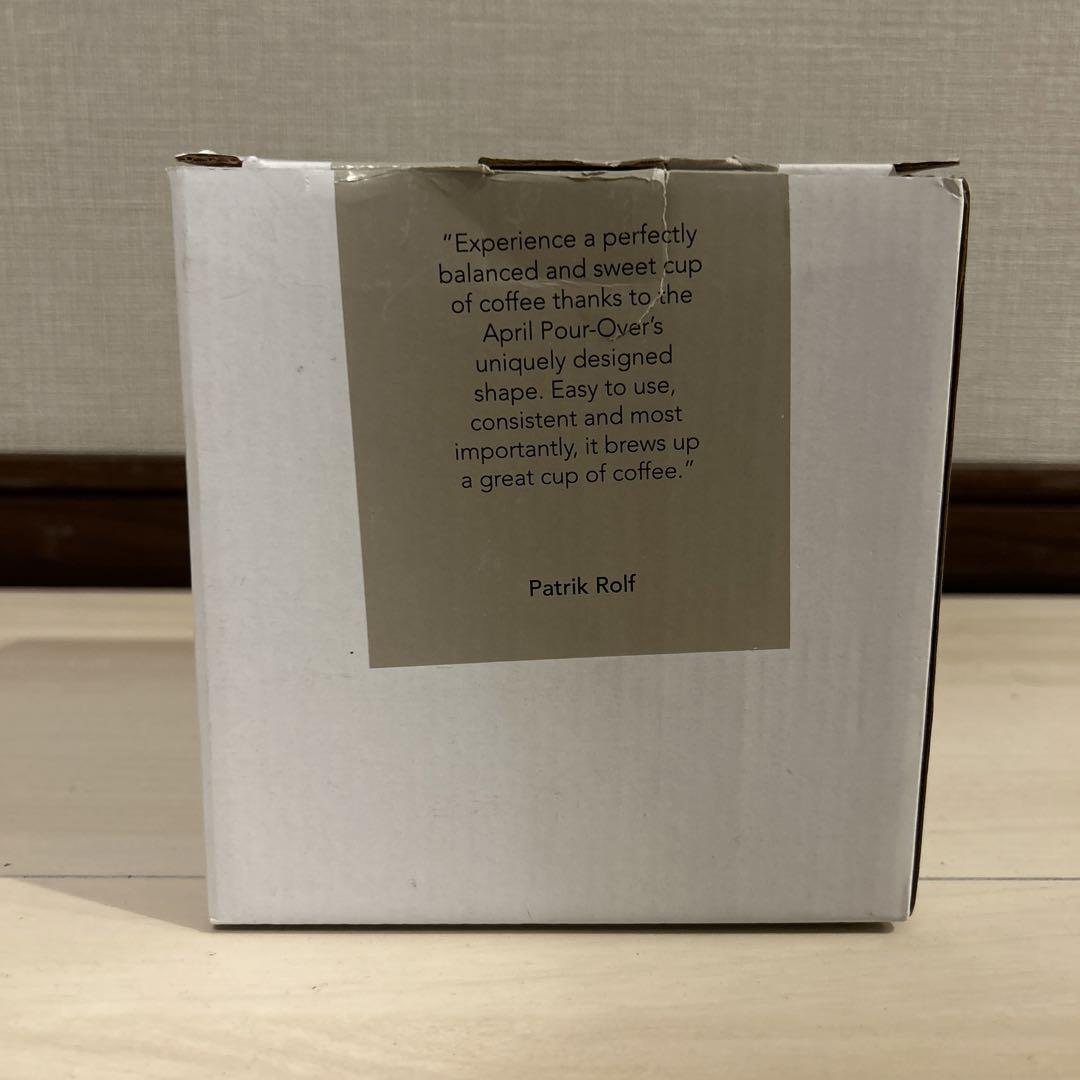 "Experience a perfectly
balanced and sweet cup
of coffee thanks to the
April Pour-Over's
uniquely designed
shape. Easy to use,
consistent and most
importantly, it brews up
a great cup of coffee."
Patrik Rolf